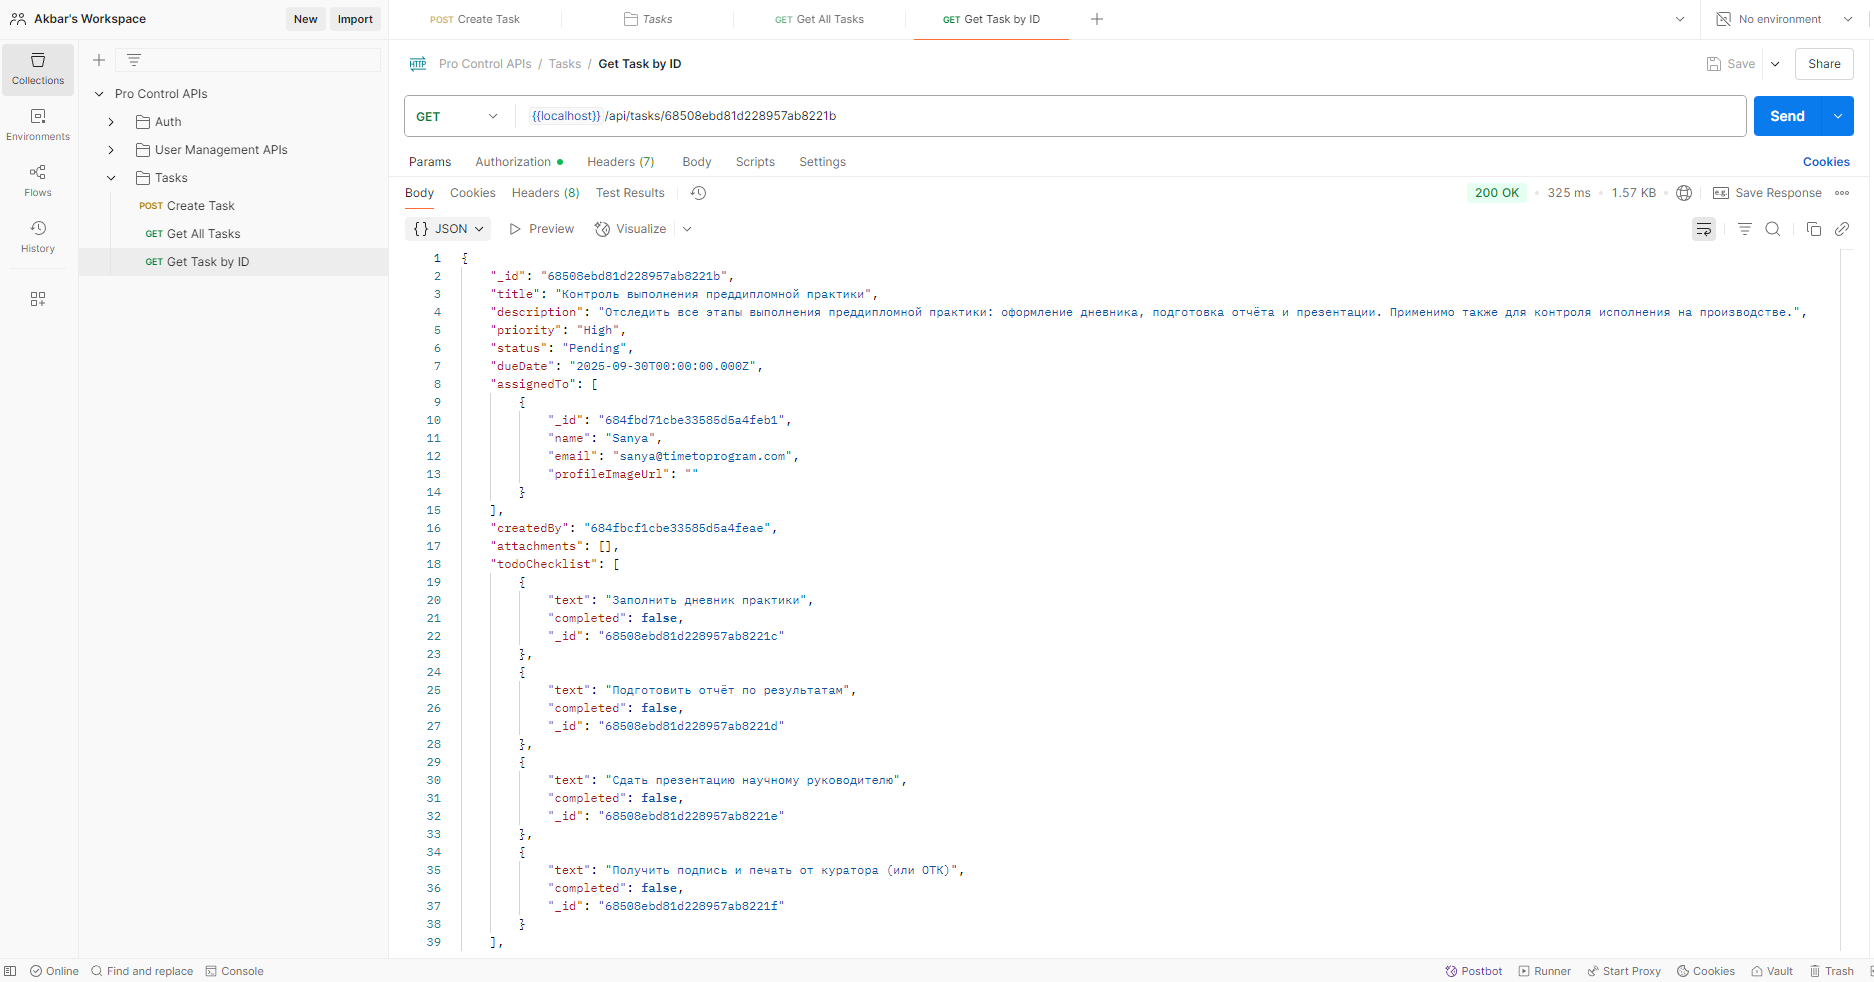 Akbar's Workspace
New
Import
POST Create Task
Tasks
GET Get All Tasks
GET Get Task by ID
No environment
Collections
Environments
Flows
History
Pro Control APIs
Auth
User Management APIs
Tasks
POST Create Task
GET Get All Tasks
GET Get Task by ID
HTTP Pro Control APIs / Tasks / Get Task by ID
Save
Share
GET
{{localhost}} /api/tasks/68508ebd81d228957ab8221b
Send
Params
Authorization
Headers (7)
Body
Scripts
Settings
Cookies
Body
Cookies
Headers (8)
Test Results
200 OK • 325 ms • 1.57 KB
e.g. Save Response
{} JSON
Preview
Visualize
1 {
2 "_id": "68508ebd81d228957ab8221b",
3 "title": "Контроль выполнения преддипломной практики",
4 "description": "Отследить все этапы выполнения преддипломной практики: оформление дневника, подготовка отчёта и презентации. Применимо также для контроля исполнения на производстве.",
5 "priority": "High",
6 "status": "Pending",
7 "dueDate": "2025-09-30T00:00:00.000Z",
8 "assignedTo": [
9 {
10 "_id": "684fbd71cbe33585d5a4feb1",
11 "name": "Sanya",
12 "email": "sanya@timetoprogram.com",
13 "profileImageUrl": ""
14 }
15 ],
16 "createdBy": "684fbcf1cbe33585d5a4feae",
17 "attachments": [],
18 "todoChecklist": [
19 {
20 "text": "Заполнить дневник практики",
21 "completed": false,
22 "_id": "68508ebd81d228957ab8221c"
23 },
24 {
25 "text": "Подготовить отчёт по результатам",
26 "completed": false,
27 "_id": "68508ebd81d228957ab8221d"
28 },
29 {
30 "text": "Сдать презентацию научному руководителю",
31 "completed": false,
32 "_id": "68508ebd81d228957ab8221e"
33 },
34 {
35 "text": "Получить подпись и печать от куратора (или ОТК)",
36 "completed": false,
37 "_id": "68508ebd81d228957ab8221f"
38 }
39 ],
Online
Find and replace
Console
Postbot
Runner
Start Proxy
Cookies
Vault
Trash